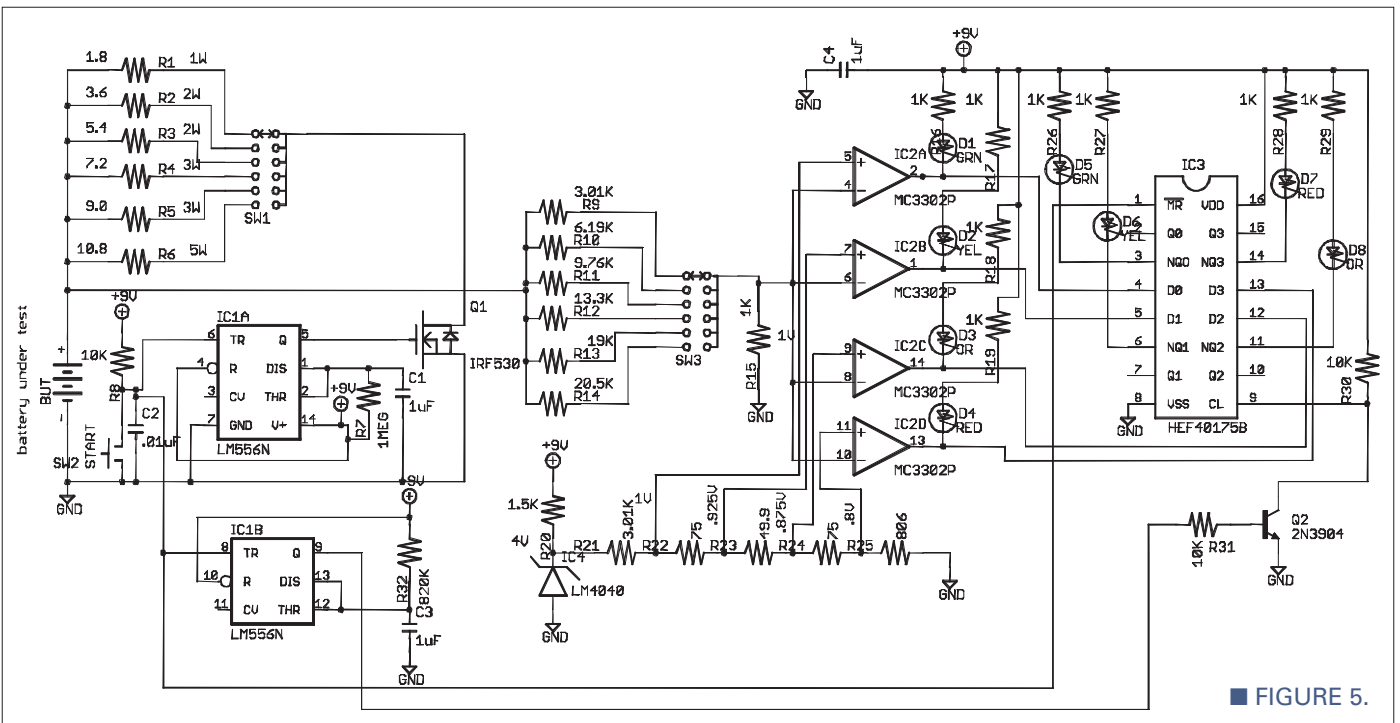 1.8 R1 1W
3.6 R2 2W
5.4 R3 2W
7.2 R4 3W
9.0 R5 3W
10.8 R6 5W
SW1
battery under test
BUT
+
-
GND
+9V
10K
R8
C2
.01uF
START
SW2
IC1A
6 TR Q 5
4 R DIS 1
3 CV THR 2
7 GND V+ 14
LM556N
+9V
R7
1MEG
C1
1uF
Q1
IRF530
IC1B
8 TR Q 9
10 R DIS 13
11 CV THR 12
LM556N
+9V
R32
820K
C3
1uF
GND
3.01K
R9
6.19K
R10
9.76K
R11
13.3K
R12
19K
R13
20.5K
R14
SW3
1K
R15
1V
GND
+9V
1.5K
R20
4V
IC4
LM4040
GND
R21
3.01K
1V
R22
75
.925V
R23
49.9
.875V
R24
75
.8V
R25
806
GND
C4
1uF
GND
+9V
5 +
4 -
IC2A
2
MC3302P
7 +
6 -
IC2B
1
MC3302P
9 +
8 -
IC2C
14
MC3302P
11 +
10 -
IC2D
13
MC3302P
1K
R16
D1
GRN
1K
R17
D2
YEL
1K
R18
D3
OR
1K
R19
D4
RED
1K
R26
D5
GRN
1K
R27
D6
YEL
1K
R28
D7
RED
1K
R29
D8
OR
IC3
1 MR VDD 16
2 Q0 Q3 15
3 NQ0 NQ3 14
4 D0 D3 13
5 D1 D2 12
6 NQ1 NQ2 11
7 Q1 Q2 10
8 VSS CL 9
HEF40175B
GND
10K
R30
10K
R31
Q2
2N3904
GND
■ FIGURE 5.